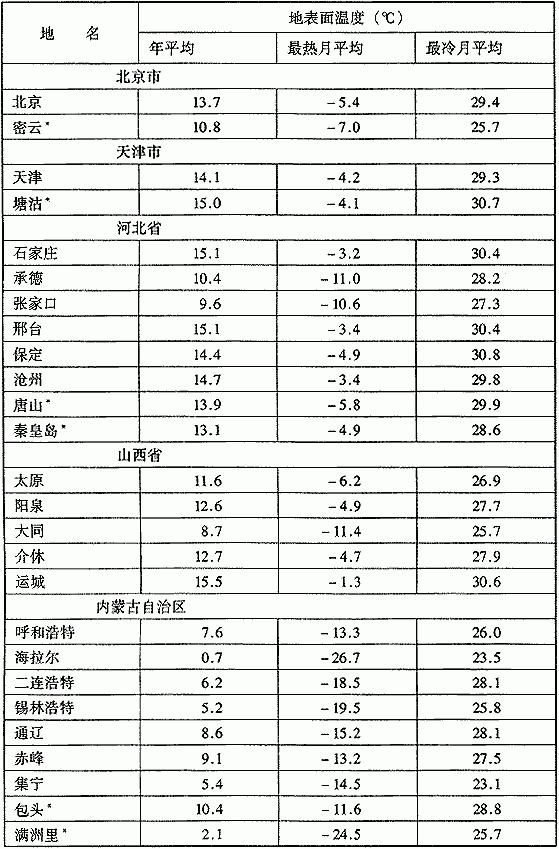 地 名 地表面温度（℃）
年平均 最热月平均 最冷月平均
北京市
北京 13.7 －5.4 29.4
密云* 10.8 －7.0 25.7
天津市
天津 14.1 －4.2 29.3
塘沽* 15.0 －4.1 30.7
河北省
石家庄 15.1 －3.2 30.4
承德 10.4 －11.0 28.2
张家口 9.6 －10.6 27.3
邢台 15.1 －3.4 30.4
保定 14.4 －4.9 30.8
沧州 14.7 －3.4 29.8
唐山* 13.9 －5.8 29.9
秦皇岛* 13.1 －4.9 28.6
山西省
太原 11.6 －6.2 26.9
阳泉 12.6 －4.9 27.7
大同 8.7 －11.4 25.7
介休 12.7 －4.7 27.9
运城 15.5 －1.3 30.6
内蒙古自治区
呼和浩特 7.6 －13.3 26.0
海拉尔 0.7 －26.7 23.5
二连浩特 6.2 －18.5 28.1
锡林浩特 5.2 －19.5 25.8
通辽 8.6 －15.2 28.1
赤峰 9.1 －13.2 27.5
集宁 5.4 －14.5 23.1
包头* 10.4 －11.6 28.8
满洲里* 2.1 －24.5 25.7